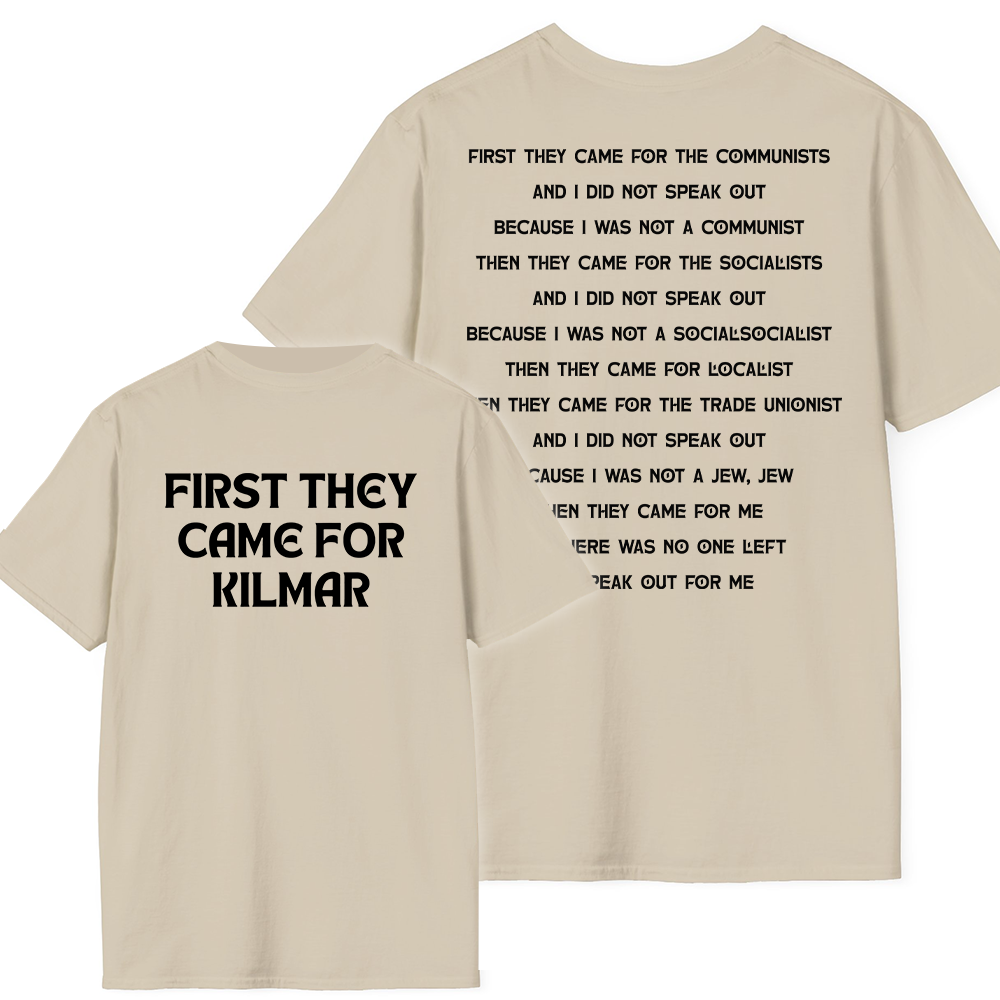 FIRST THEY
CAME FOR
KILMAR
FIRST THEY CAME FOR THE COMMUNISTS
AND I DID NOT SPEAK OUT
BECAUSE I WAS NOT A COMMUNIST
THEN THEY CAME FOR THE SOCIALISTS
AND I DID NOT SPEAK OUT
BECAUSE I WAS NOT A SOCIALSOCIALIST
THEN THEY CAME FOR LOCALIST
THEY CAME FOR THE TRADE UNIONIST
AND I DID NOT SPEAK OUT
I WAS NOT A JEW, JEW
THEY CAME FOR ME
WAS NO ONE LEFT
OUT FOR ME